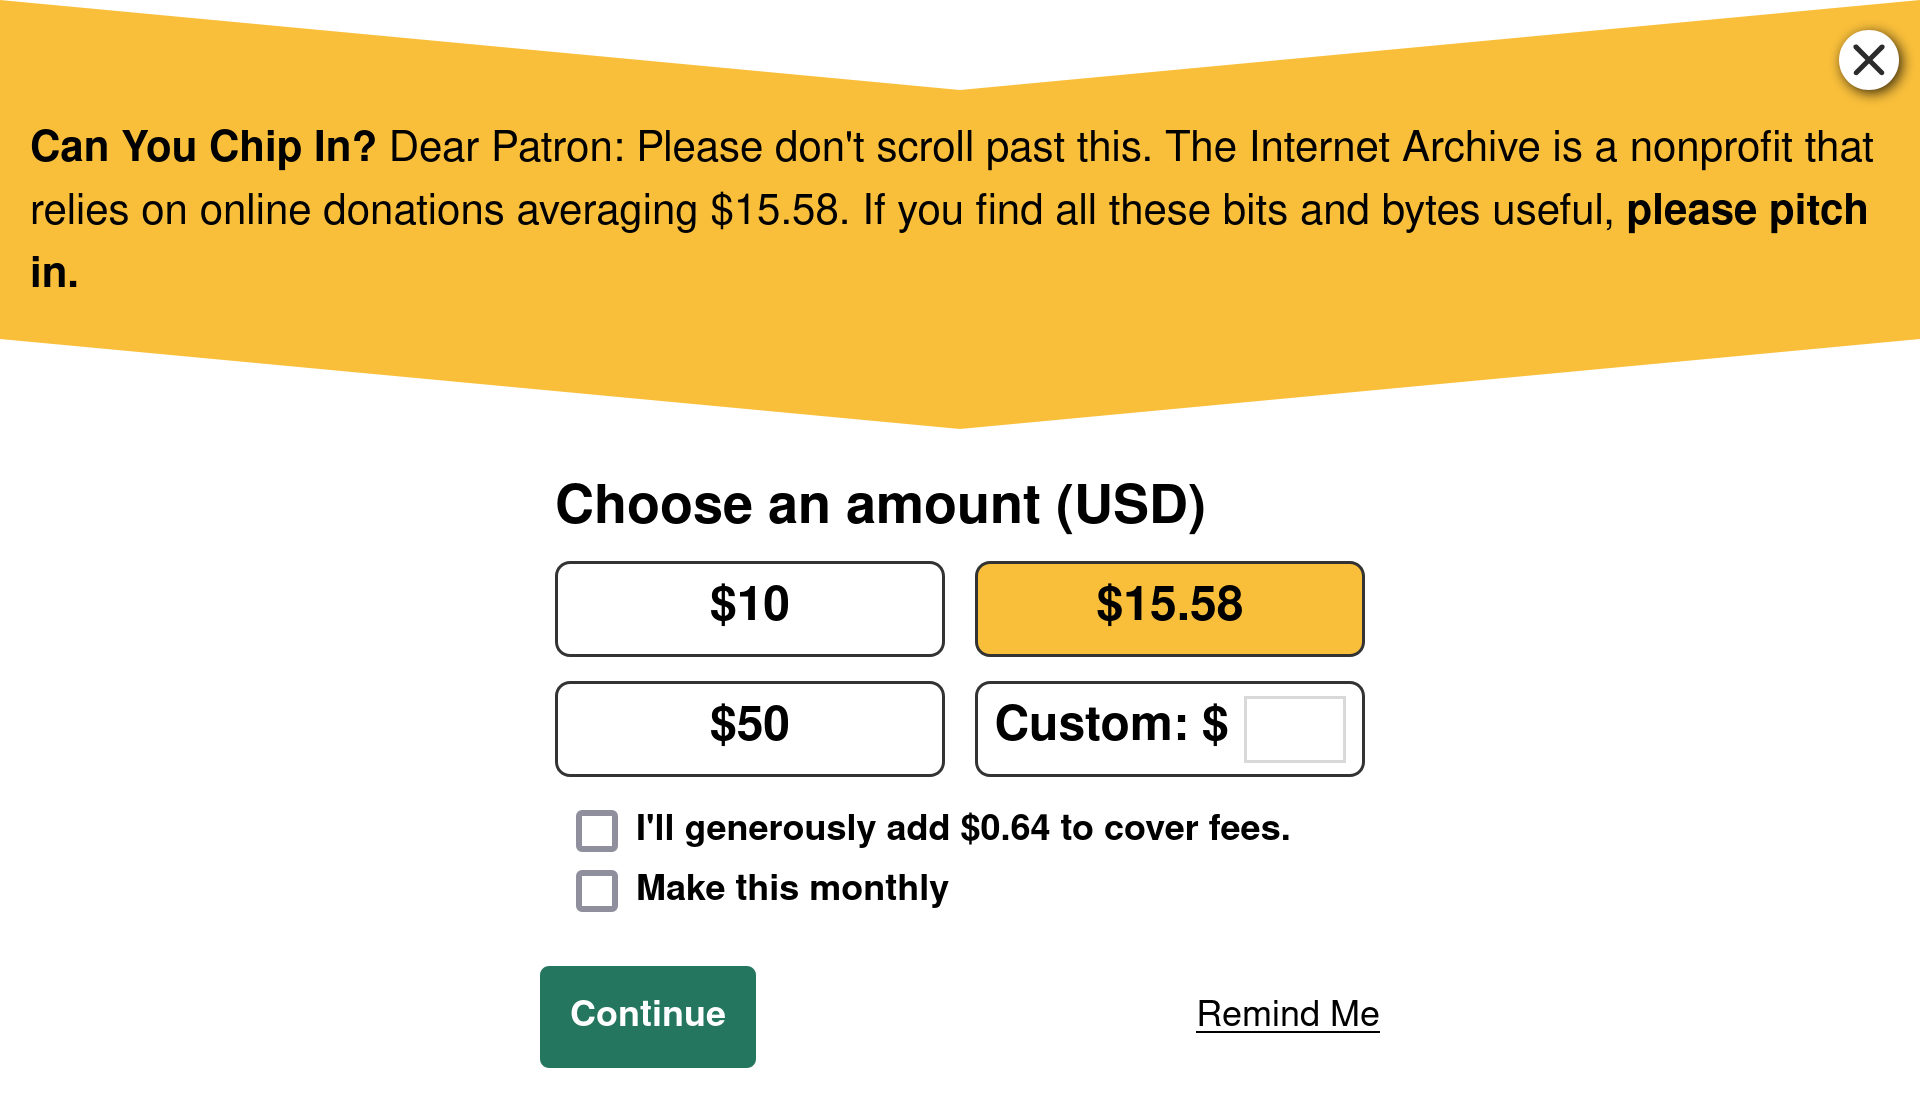 Can You Chip In? Dear Patron: Please don't scroll past this. The Internet Archive is a nonprofit that
relies on online donations averaging $15.58. If you find all these bits and bytes useful, please pitch
in.
Choose an amount (USD)
$10
$15.58
$50
Custom: $
I'll generously add $0.64 to cover fees.
Make this monthly
Continue
Remind Me